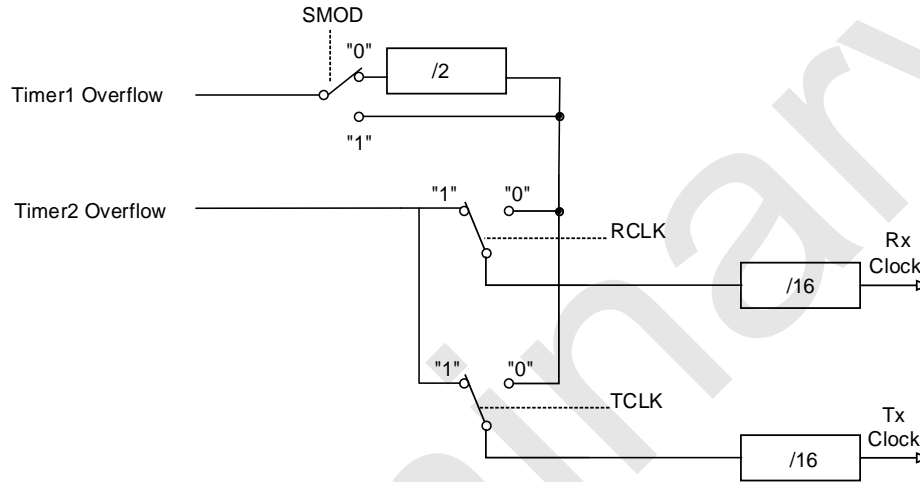 SMOD
"0"
/2
Timer1 Overflow
"1"
"1" "0"
Timer2 Overflow
RCLK
Rx
Clock
/16
"1" "0"
TCLK
Tx
Clock
/16